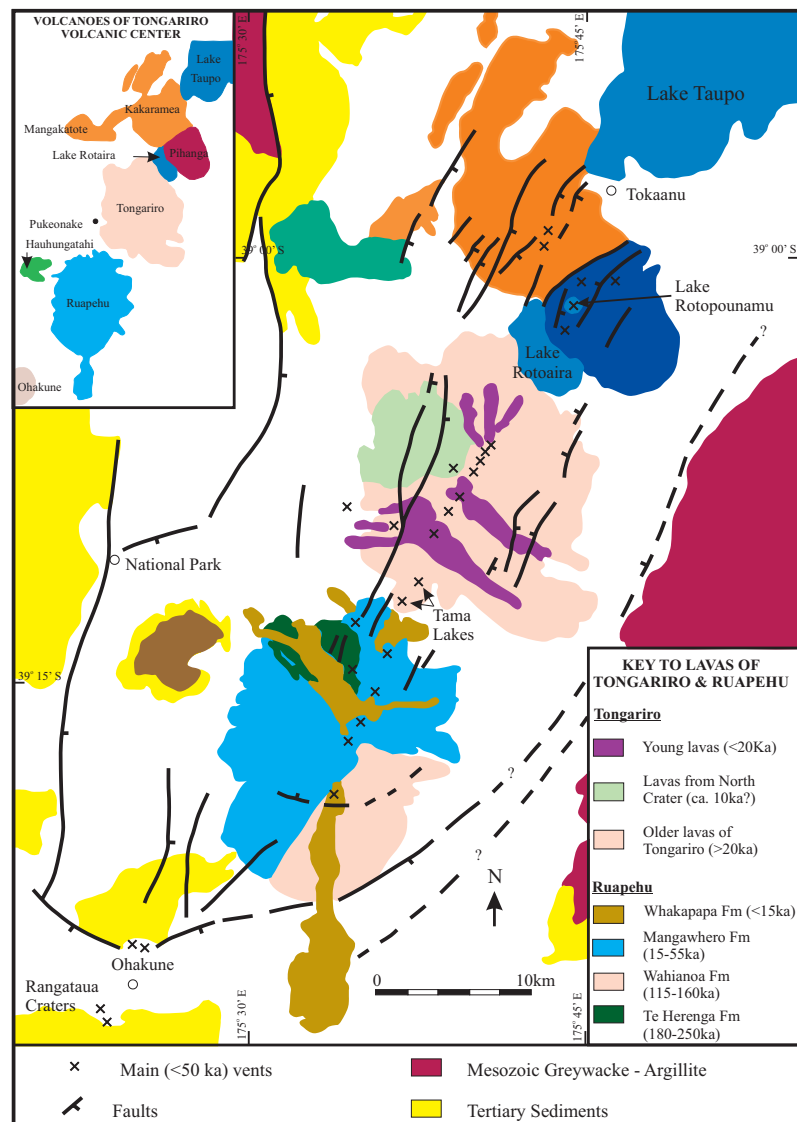 VOLCANOES OF TONGARIRO
VOLCANIC CENTER
Lake
Taupo
Kakaramea
Mangakatote
Lake Rotaira
Pihanga
Tongariro
Pukeonake
Hauhungatahi
Ruapehu
Ohakune
175° 30' E
175° 45' E
Lake Taupo
Tokaanu
39° 00' S
39° 00' S
Lake
Rotopounamu
Lake
Rotoaira
?
National Park
Tama
Lakes
39° 15' S
?
?
N
0
10km
Ohakune
Rangataua
Craters
175° 30' E
175° 45' E
KEY TO LAVAS OF
TONGARIRO & RUAPEHU
Tongariro
Young lavas (<20Ka)
Lavas from North
Crater (ca. 10ka?)
Older lavas of
Tongariro (>20ka)
Ruapehu
Whakapapa Fm (<15ka)
Mangawhero Fm
(15-55ka)
Wahianoa Fm
(115-160ka)
Te Herenga Fm
(180-250ka)
Main (<50 ka) vents
Mesozoic Greywacke - Argillite
Faults
Tertiary Sediments